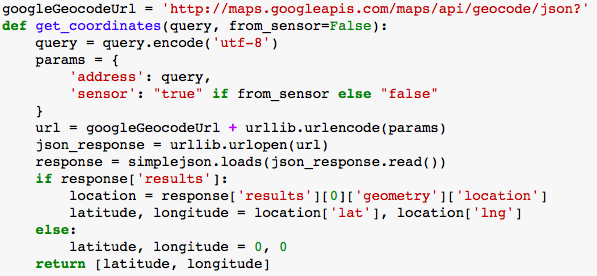 googleGeocodeUrl = 'http://maps.googleapis.com/maps/api/geocode/json?'
def get_coordinates(query, from_sensor=False):
    query = query.encode('utf-8')
    params = {
        'address': query,
        'sensor': "true" if from_sensor else "false"
    }
    url = googleGeocodeUrl + urllib.urlencode(params)
    json_response = urllib.urlopen(url)
    response = simplejson.loads(json_response.read())
    if response['results']:
        location = response['results'][0]['geometry']['location']
        latitude, longitude = location['lat'], location['lng']
    else:
        latitude, longitude = 0, 0
    return [latitude, longitude]